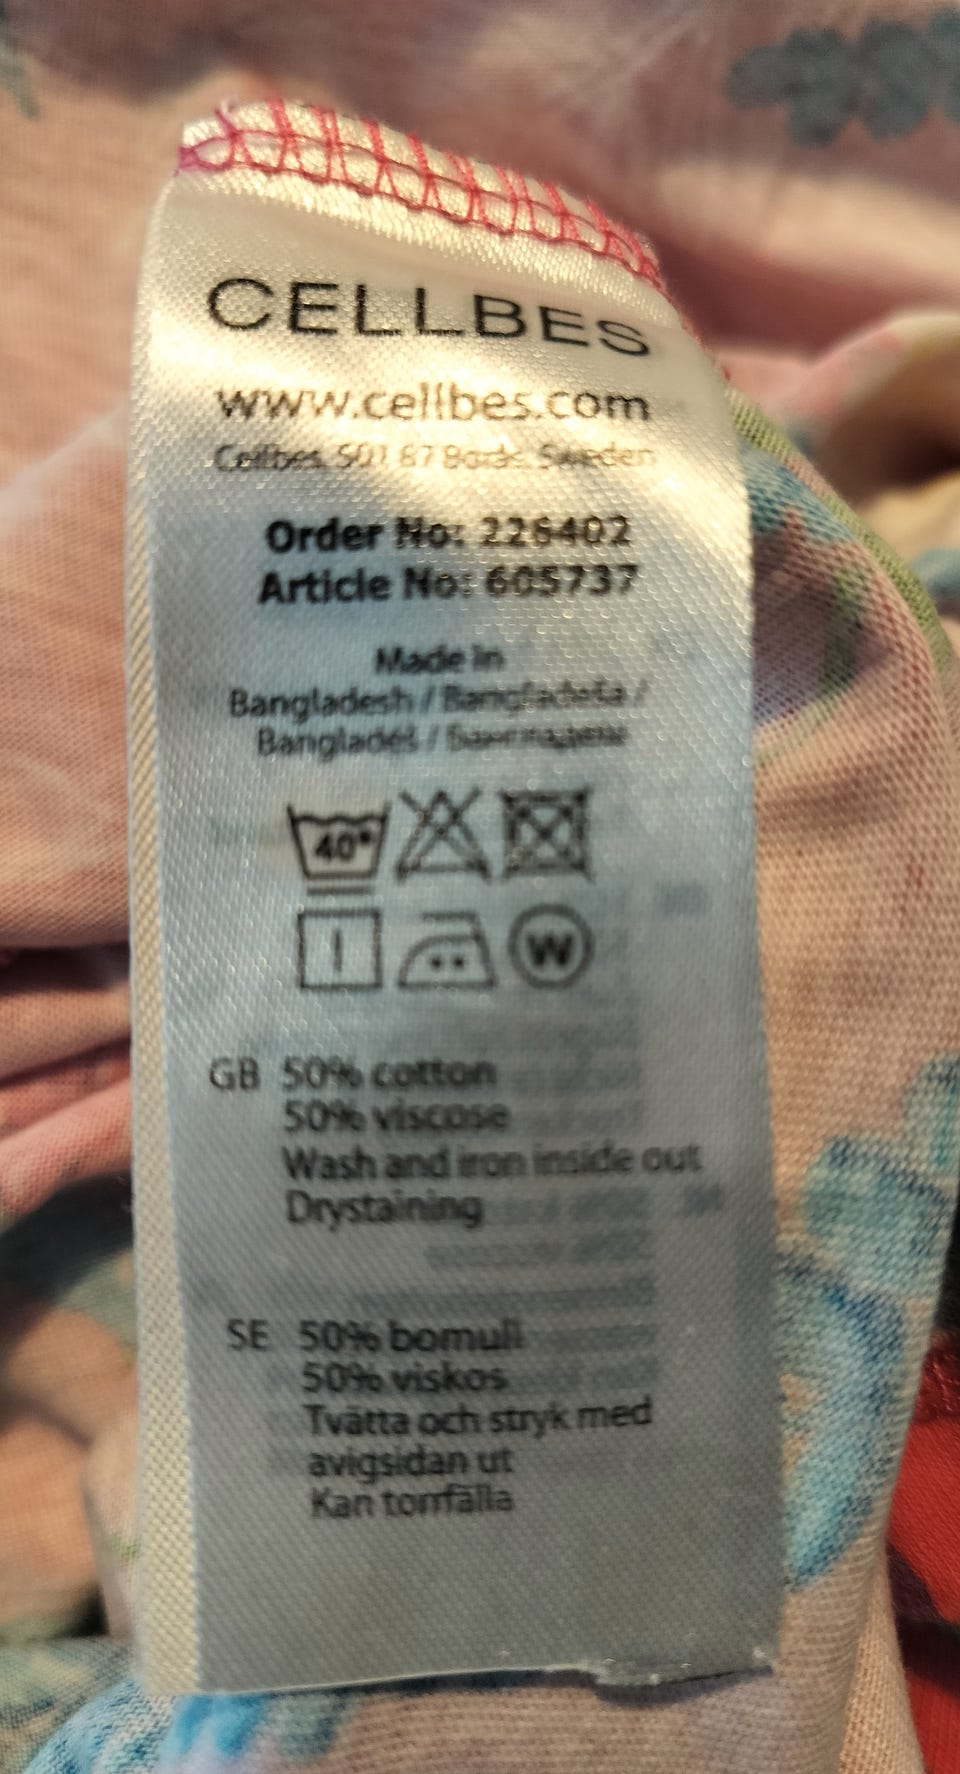 CELLBES
www.cellbes.com
Cellbes 501 87 Borås Sweden
Order No: 226402
Article No: 605737
Made in
Bangladesh / Bangladeša /
Bangladeš / Бангладеш
40°
W
GB 50% cotton
50% viscose
Wash and iron inside out
Drystaining
SE 50% bomull
50% viskos
Tvätta och stryk med
avigsidan ut
Kan torrfälla